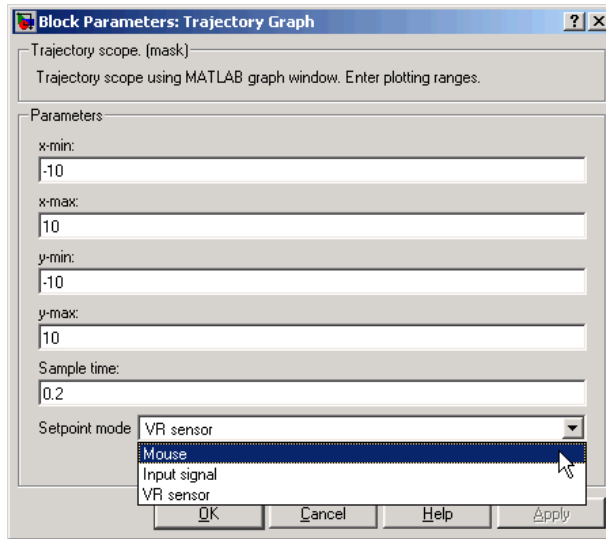 Block Parameters: Trajectory Graph
Trajectory scope. (mask)
Trajectory scope using MATLAB graph window. Enter plotting ranges.
Parameters
x-min:
-10
x-max:
10
y-min:
-10
y-max:
10
Sample time:
0.2
Setpoint mode VR sensor
Mouse
Input signal
VR sensor
OK Cancel Help Apply